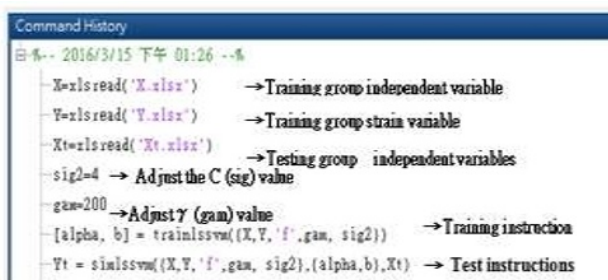 Command History
%-- 2016/3/15 下午 01:26 --%
X=xlsread('X.xlsx') →Training group independent variable
Y=xlsread('Y.xlsx') →Training group strain variable
Xt=xlsread('Xt.xlsx') →Testing group independent variables
sig2=4 → Adjust the C (sig) value
gam=200 →Adjust γ (gam) value
[alpha, b] = trainlssvm({X,Y,'f',gam, sig2}) →Training instruction
Yt = simlssvm({X,Y,'f',gam, sig2},{alpha,b},Xt) → Test instructions